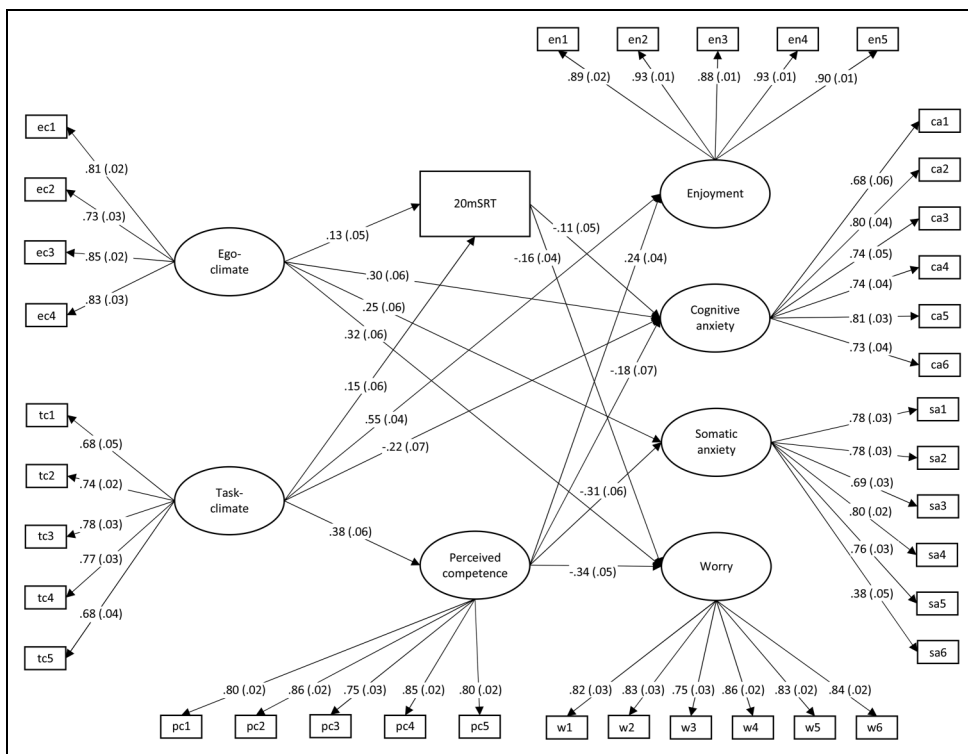 en1
en2
en3
en4
en5
.89 (.02)
.93 (.01)
.88 (.01)
.93 (.01)
.90 (.01)
ec1
ec2
ec3
ec4
.81 (.02)
.73 (.03)
.85 (.02)
.83 (.03)
Ego-
climate
20mSRT
Enjoyment
ca1
ca2
ca3
ca4
ca5
ca6
.68 (.06)
.80 (.04)
.74 (.05)
.74 (.04)
.81 (.03)
.73 (.04)
Cognitive
anxiety
.13 (.05)
-.11 (.05)
-.16 (.04)
.24 (.04)
.30 (.06)
.25 (.06)
.32 (.06)
-.18 (.07)
.15 (.06)
.55 (.04)
-.22 (.07)
tc1
tc2
tc3
tc4
tc5
.68 (.05)
.74 (.02)
.78 (.03)
.77 (.03)
.68 (.04)
Task-
climate
.38 (.06)
-.31 (.06)
-.34 (.05)
Somatic
anxiety
sa1
sa2
sa3
sa4
sa5
sa6
.78 (.03)
.78 (.03)
.69 (.03)
.80 (.02)
.76 (.03)
.38 (.05)
Perceived
competence
Worry
.80 (.02)
.86 (.02)
.75 (.03)
.85 (.02)
.80 (.02)
pc1
pc2
pc3
pc4
pc5
.82 (.03)
.83 (.03)
.75 (.03)
.86 (.02)
.83 (.02)
.84 (.02)
w1
w2
w3
w4
w5
w6